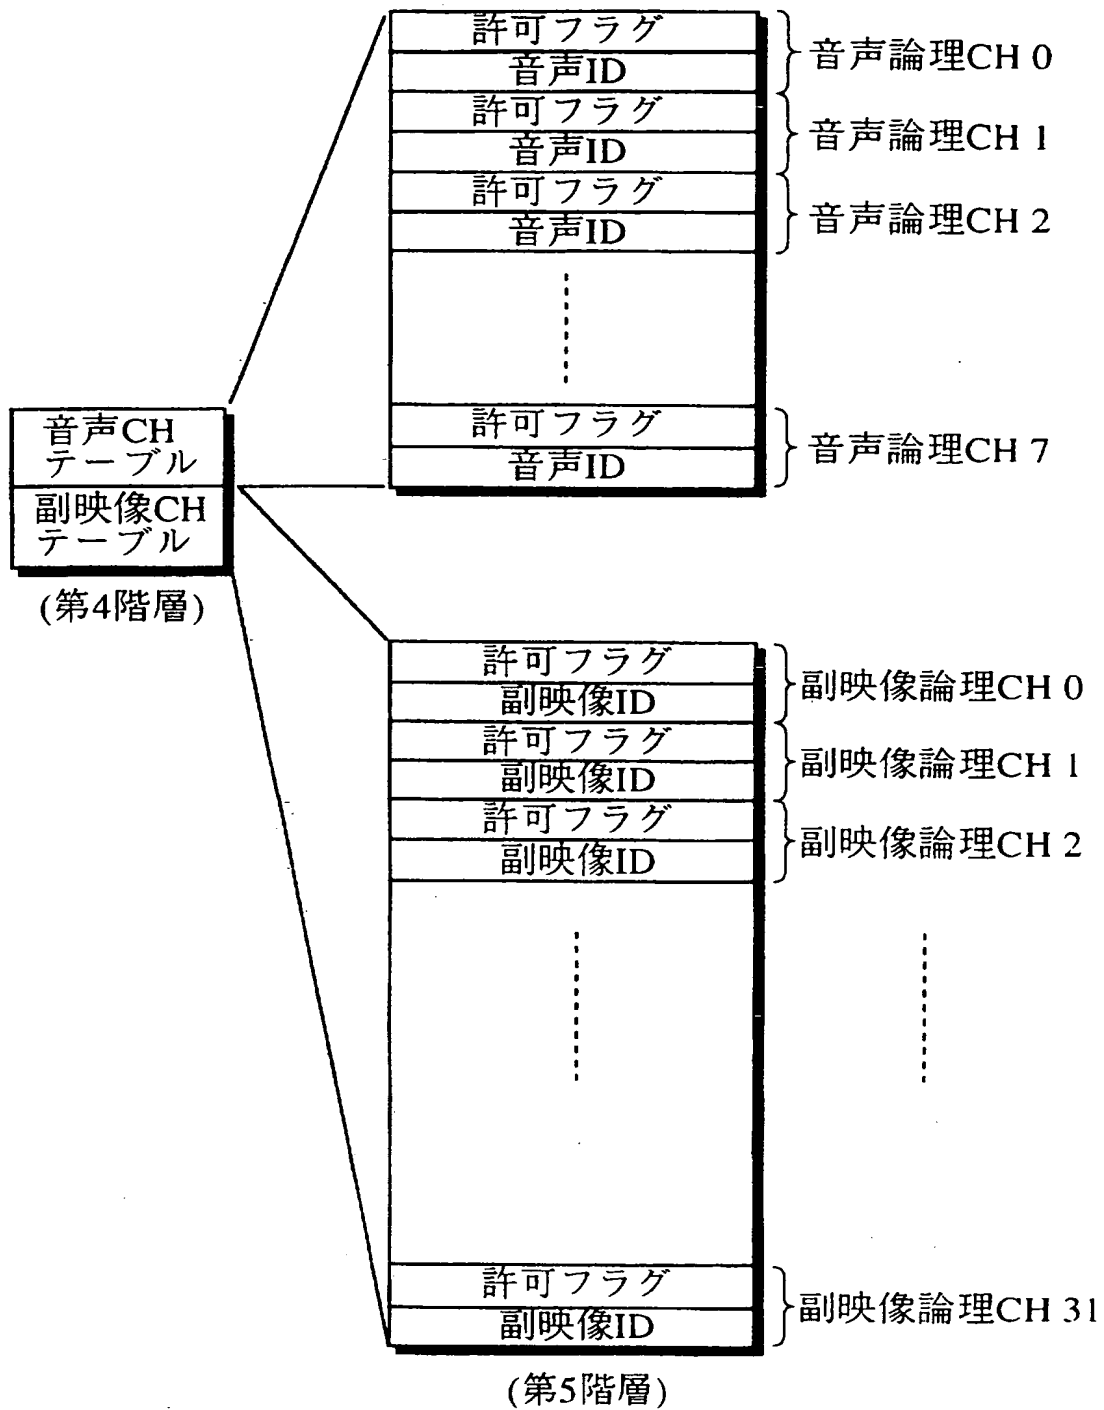 許可フラグ
音声ID
音声論理CH 0
許可フラグ
音声ID
音声論理CH 1
許可フラグ
音声ID
音声論理CH 2
許可フラグ
音声ID
音声論理CH 7
音声CH
テーブル
副映像CH
テーブル
(第4階層)
許可フラグ
副映像ID
副映像論理CH 0
許可フラグ
副映像ID
副映像論理CH 1
許可フラグ
副映像ID
副映像論理CH 2
許可フラグ
副映像ID
副映像論理CH 31
(第5階層)